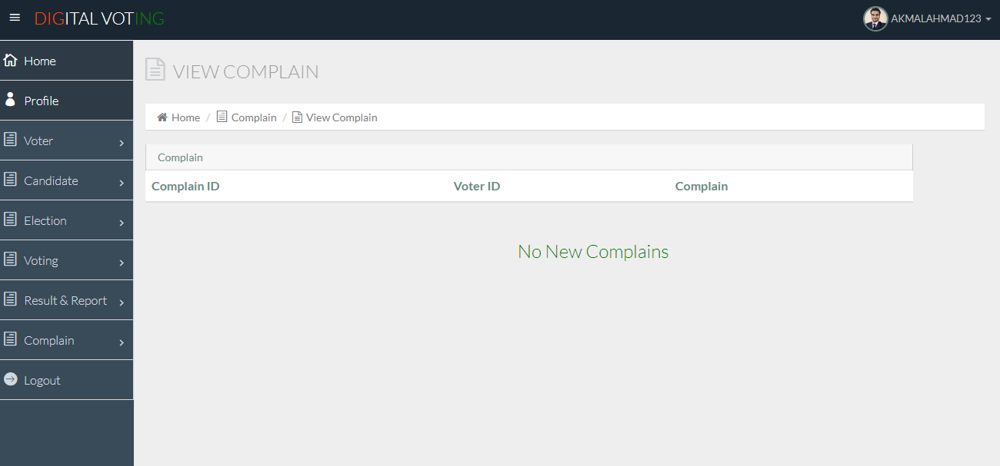 DIGITAL VOTING
AKMALAHMAD123
Home
Profile
Voter
Candidate
Election
Voting
Result & Report
Complain
Logout
VIEW COMPLAIN
Home / Complain / View Complain
Complain
Complain ID Voter ID Complain
No New Complains